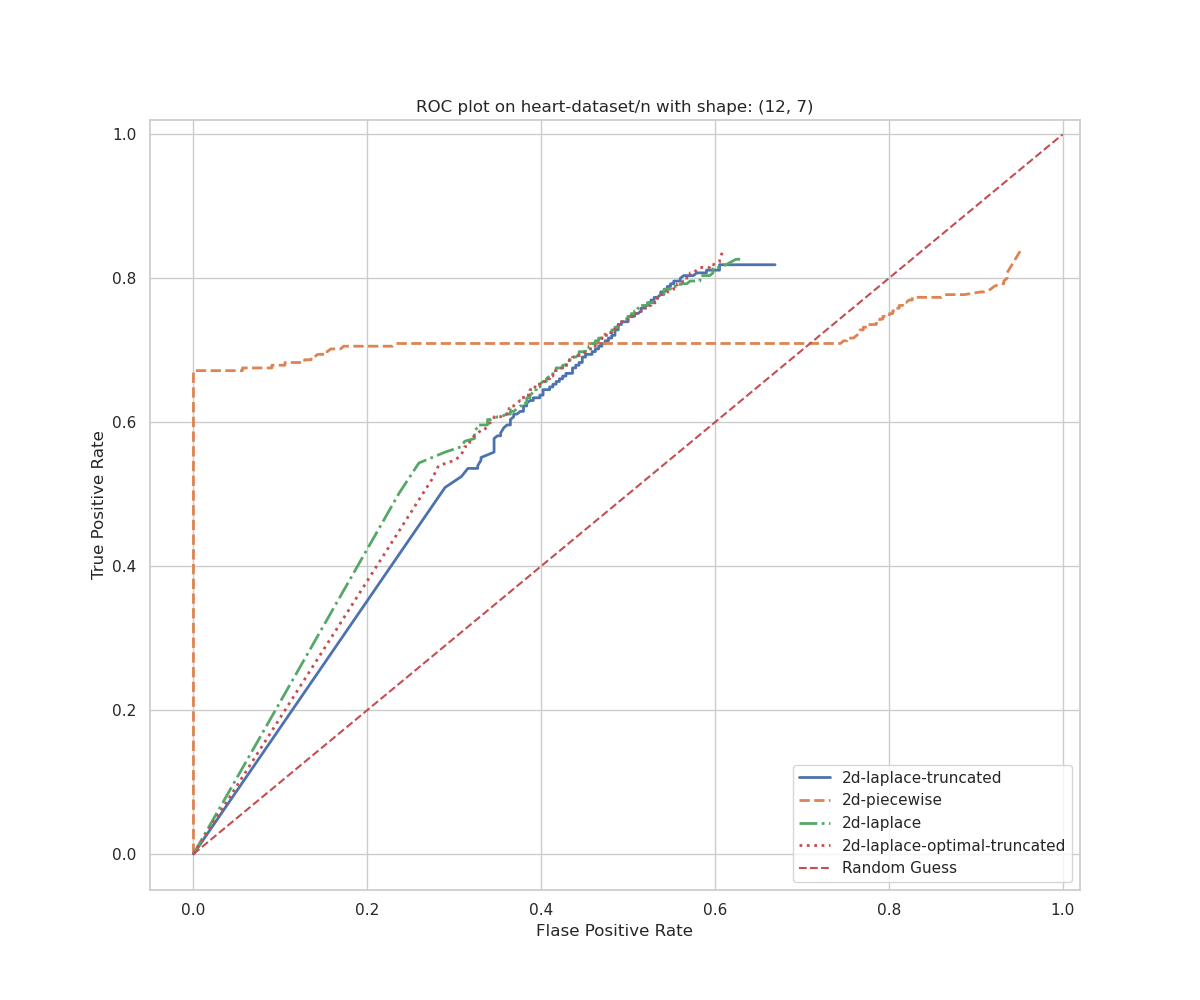 ROC plot on heart-dataset/n with shape: (12, 7)
1.0
0.8
0.6
0.4
0.2
0.0
True Positive Rate
0.0 0.2 0.4 0.6 0.8 1.0
Flase Positive Rate
2d-laplace-truncated
2d-piecewise
2d-laplace
2d-laplace-optimal-truncated
Random Guess